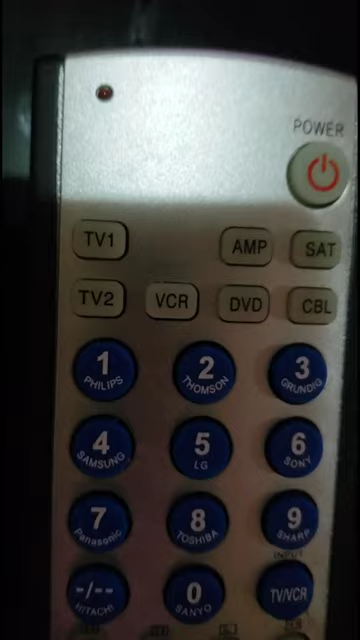 POWER
TV1 AMP SAT
TV2 VCR DVD CBL
1 2 3
PHILIPS THOMSON GRUNDIG
4 5 6
SAMSUNG LG SONY
7 8 9
Panasonic TOSHIBA SHARP
INPUT
-/-- 0 TV/VCR
HITACHI SANYO